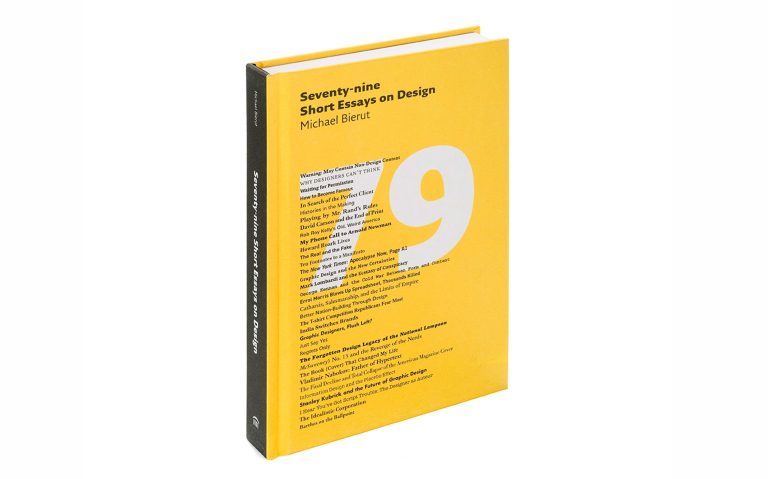 Seventy-nine
Short Essays on Design
Michael Bierut
79
Warning: May Contain Non-Design Content
WHY DESIGNERS CAN'T THINK
Waiting for Permission
How to Become Famous
In Search of the Perfect Client
Histories in the Making
Playing by Mr. Rand's Rules
David Carson and the End of Print
Rob Roy Kelly's Old, Weird America
My Phone Call to Arnold Newman
Howard Roark Lives
The Real and the Fake
Ten Footnotes to a Manifesto
The New York Times: Apocalypse Now, Page A1
Graphic Design and the New Certainties
Mark Lombardi and the Ecstasy of Conspiracy
George Kennan and the Cold War Between Form and Content
Errol Morris Blows Up Spreadsheet, Thousands Killed
Catharsis, Salesmanship, and the Limits of Empire
Better Nation-Building Through Design
The T-shirt Competition Republicans Fear Most
India Switches Brands
Graphic Designers, Flush Left?
Just Say Yes
Regrets Only
The Forgotten Design Legacy of the National Lampoon
McSweeney's No. 13 and the Revenge of the Nerds
The Book (Cover) That Changed My Life
Vladimir Nabokov: Father of Hypertext
The Final Decline and Total Collapse of the American Magazine Cover
Information Design and the Placebo Effect
Stanley Kubrick and the Future of Graphic Design
I Hear You've Got Script Trouble: The Designer as Auteur
The Idealistic Corporation
Barthes on the Ballpoint
Michael Bierut
Seventy-nine Short Essays on Design